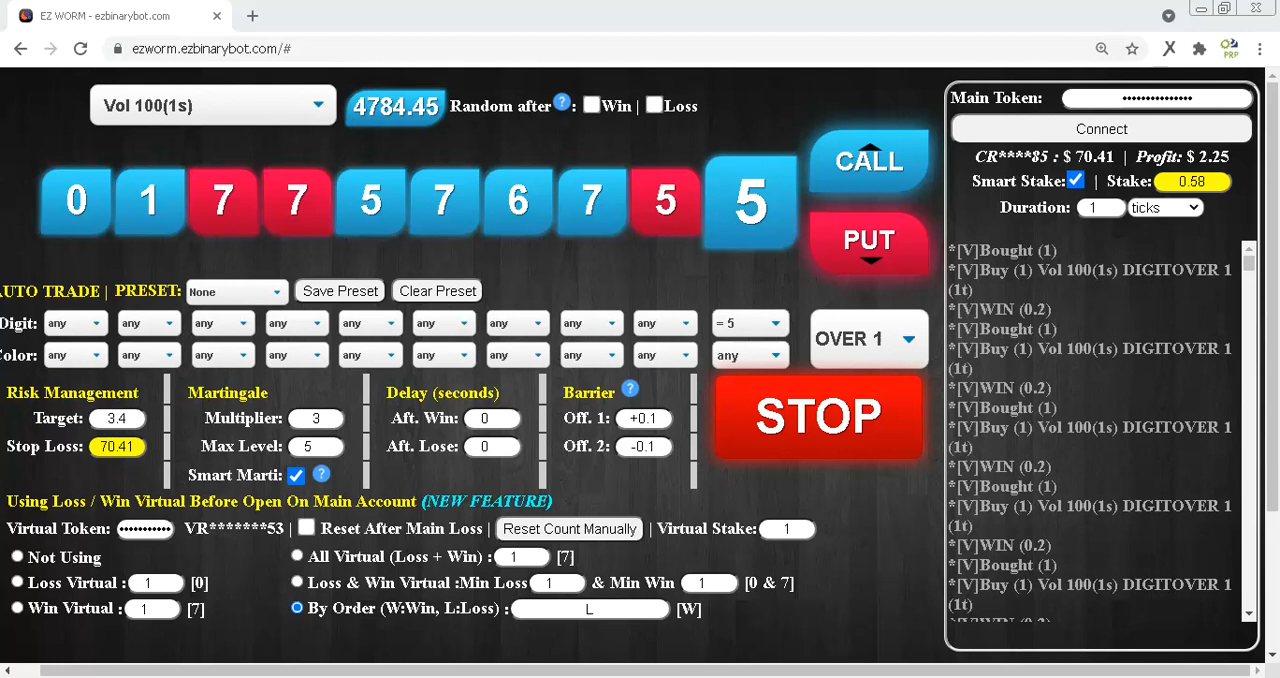 EZ WORM - ezbinarybot.com
ezworm.ezbinarybot.com/#
PRP
Vol 100(1s) 4784.45 Random after : Win | Loss
0 1 7 7 5 7 6 7 5 5
CALL
PUT
AUTO TRADE | PRESET: None Save Preset Clear Preset
Digit: any any any any any any any any any = 5
Color: any any any any any any any any any any
OVER 1
Risk Management Martingale Delay (seconds) Barrier
Target: 3.4 Multiplier: 3 Aft. Win: 0 Off. 1: +0.1
Stop Loss: 70.41 Max Level: 5 Aft. Lose: 0 Off. 2: -0.1
Smart Marti:
STOP
Using Loss / Win Virtual Before Open On Main Account (NEW FEATURE)
Virtual Token: •••••••••• VR*******53 | Reset After Main Loss | Reset Count Manually | Virtual Stake: 1
Not Using All Virtual (Loss + Win) : 1 [7]
Loss Virtual : 1 [0] Loss & Win Virtual :Min Loss 1 & Min Win 1 [0 & 7]
Win Virtual : 1 [7] By Order (W:Win, L:Loss) : L [W]
Main Token: •••••••••••••••
Connect
CR****85 : $ 70.41 | Profit: $ 2.25
Smart Stake: | Stake: 0.58
Duration: 1 ticks
*[V]Bought (1)
*[V]Buy (1) Vol 100(1s) DIGITOVER 1
(1t)
*[V]WIN (0.2)
*[V]Bought (1)
*[V]Buy (1) Vol 100(1s) DIGITOVER 1
(1t)
*[V]WIN (0.2)
*[V]Bought (1)
*[V]Buy (1) Vol 100(1s) DIGITOVER 1
(1t)
*[V]WIN (0.2)
*[V]Bought (1)
*[V]Buy (1) Vol 100(1s) DIGITOVER 1
(1t)
*[V]WIN (0.2)
*[V]Bought (1)
*[V]Buy (1) Vol 100(1s) DIGITOVER 1
(1t)
*[V]WIN (0.2)